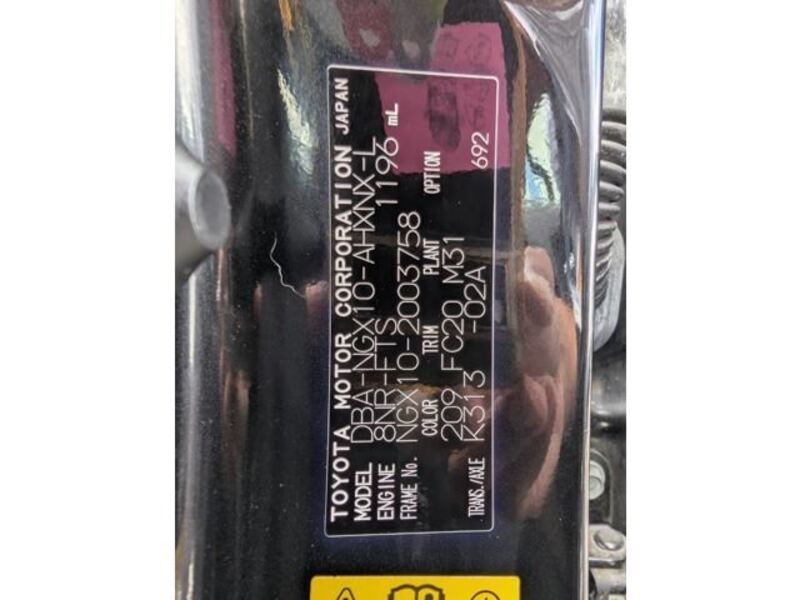 TOYOTA MOTOR CORPORATION JAPAN
MODEL DBA-NGX10-AHXNX-L
ENGINE 8NR-FTS 1196 mL
FRAME No. NGX10-2003758
COLOR TRIM PLANT OPTION
209 FC20 M31
TRANS./AXLE K313 -02A 692